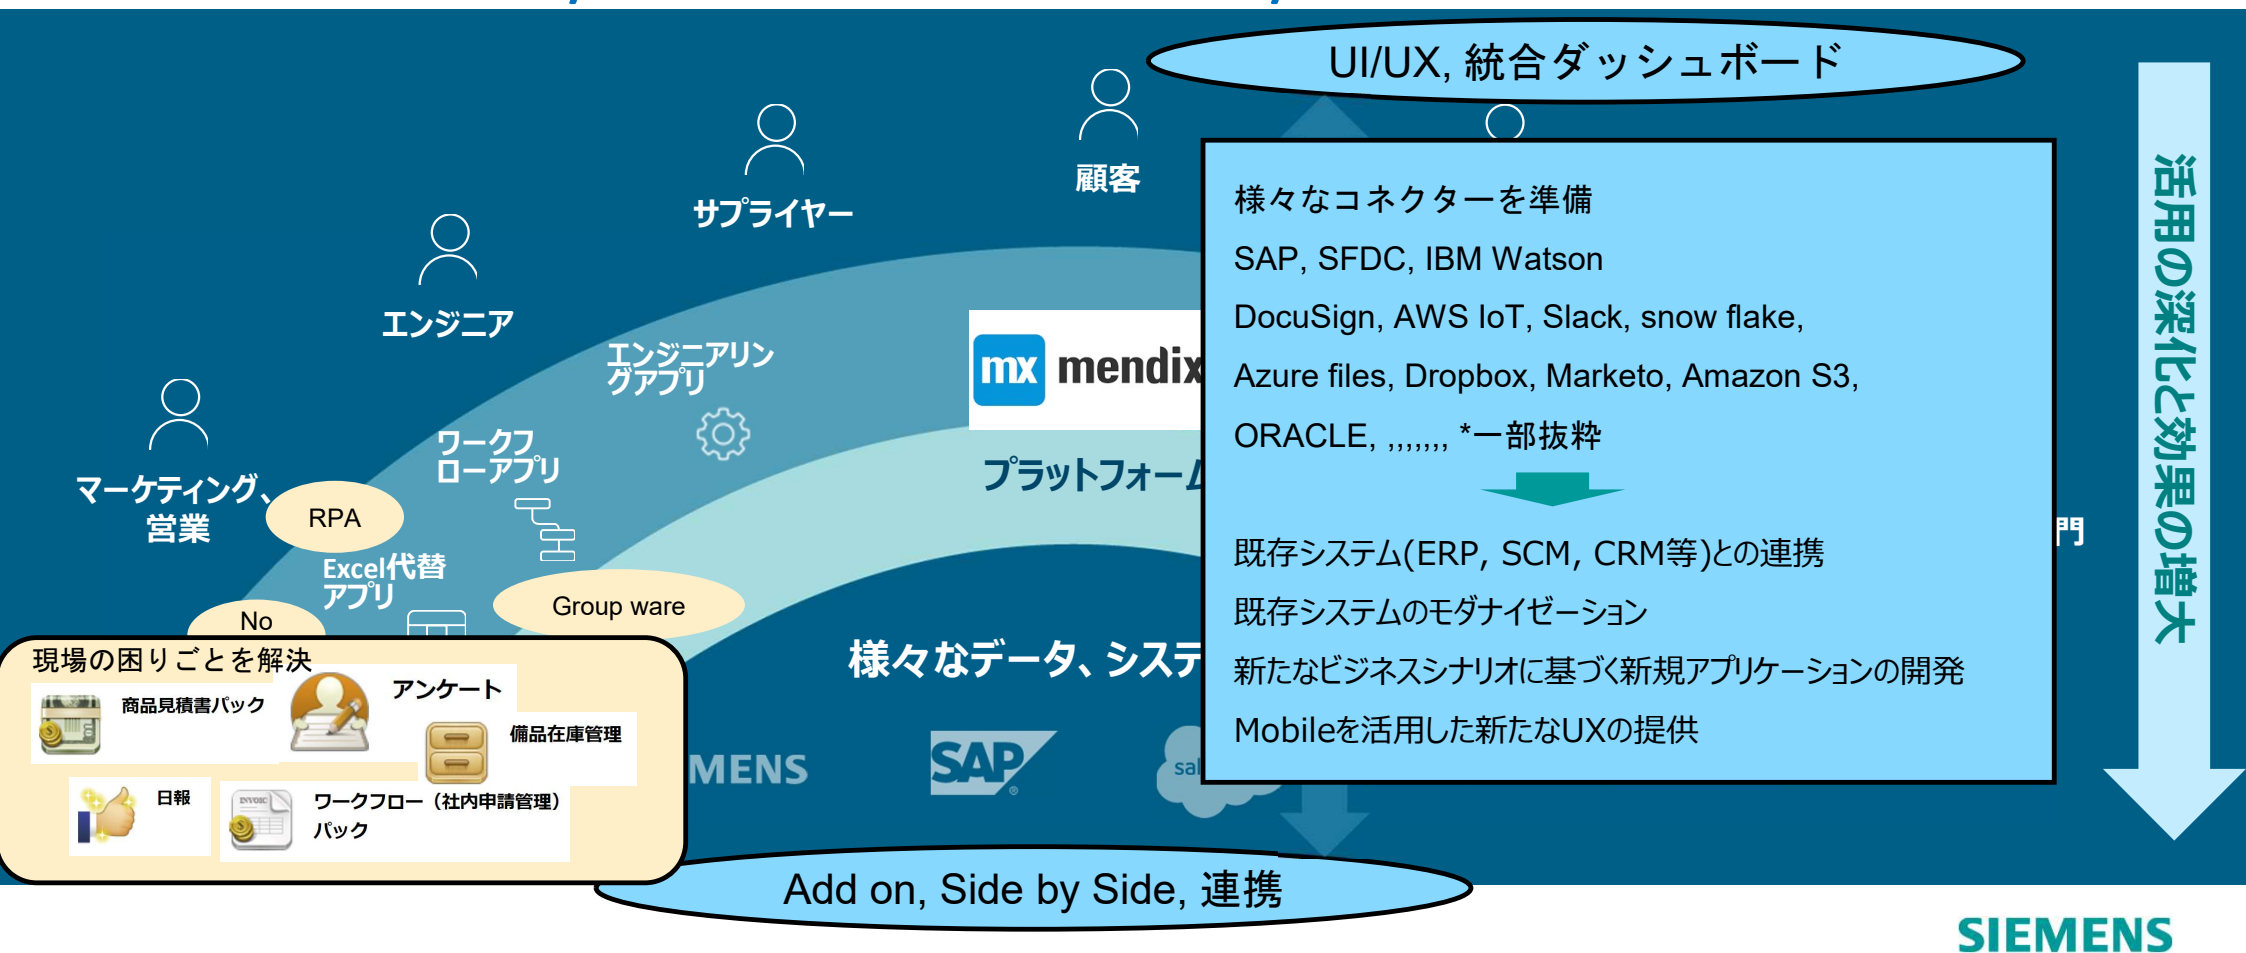 UI/UX, 統合ダッシュボード
顧客
サプライヤー
エンジニア
マーケティング、
営業
エンジニアリン
グアプリ
ワークフ
ローアプリ
RPA
Excel代替
アプリ
No
Group ware
mx mendix
プラットフォーム
様々なデータ、システ
MENS
SAP
®
sal
様々なコネクターを準備
SAP, SFDC, IBM Watson
DocuSign, AWS IoT, Slack, snow flake,
Azure files, Dropbox, Marketo, Amazon S3,
ORACLE, ,,,,,,, *一部抜粋
既存システム(ERP, SCM, CRM等)との連携
既存システムのモダナイゼーション
新たなビジネスシナリオに基づく新規アプリケーションの開発
Mobileを活用した新たなUXの提供
門
活用の深化と効果の増大
現場の困りごとを解決
商品見積書パック
アンケート
備品在庫管理
日報
INVOIC
ワークフロー（社内申請管理）
パック
Add on, Side by Side, 連携
SIEMENS